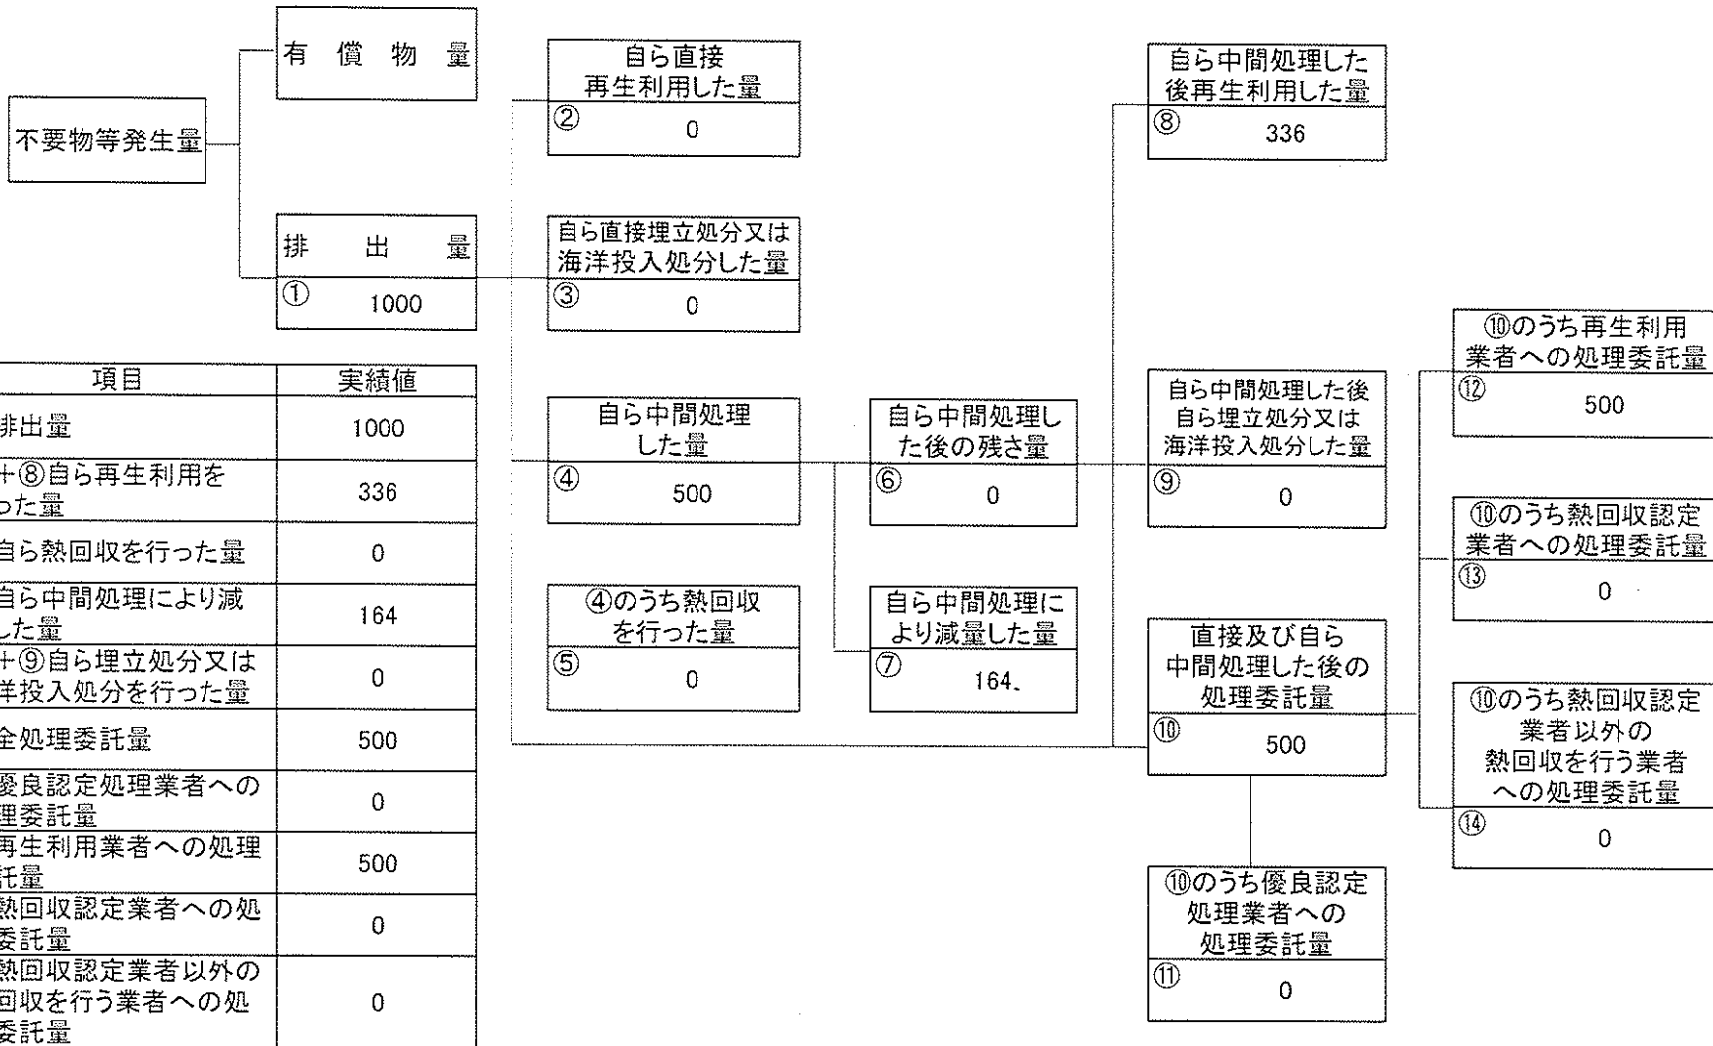 有償物量
不要物等発生量
排出量
① 1000
自ら直接
再生利用した量
② 0
自ら直接埋立処分又は
海洋投入処分した量
③ 0
自ら中間処理
した量
④ 500
④のうち熱回収
を行った量
⑤ 0
自ら中間処理し
た後の残さ量
⑥ 0
自ら中間処理に
より減量した量
⑦ 164.
自ら中間処理した
後再生利用した量
⑧ 336
自ら中間処理した後
自ら埋立処分又は
海洋投入処分した量
⑨ 0
直接及び自ら
中間処理した後の
処理委託量
⑩ 500
⑩のうち優良認定
処理業者への
処理委託量
⑪ 0
⑩のうち再生利用
業者への処理委託量
⑫ 500
⑩のうち熱回収認定
業者への処理委託量
⑬ 0
⑩のうち熱回収認定
業者以外の
熱回収を行う業者
への処理委託量
⑭ 0
項目 実績値
排出量 1000
+⑧自ら再生利用を
った量 336
自ら熱回収を行った量 0
自ら中間処理により減
した量 164
+⑨自ら埋立処分又は
洋投入処分を行った量 0
全処理委託量 500
優良認定処理業者への
理委託量 0
再生利用業者への処理
託量 500
熱回収認定業者への処
委託量 0
熱回収認定業者以外の
回収を行う業者への処
委託量 0